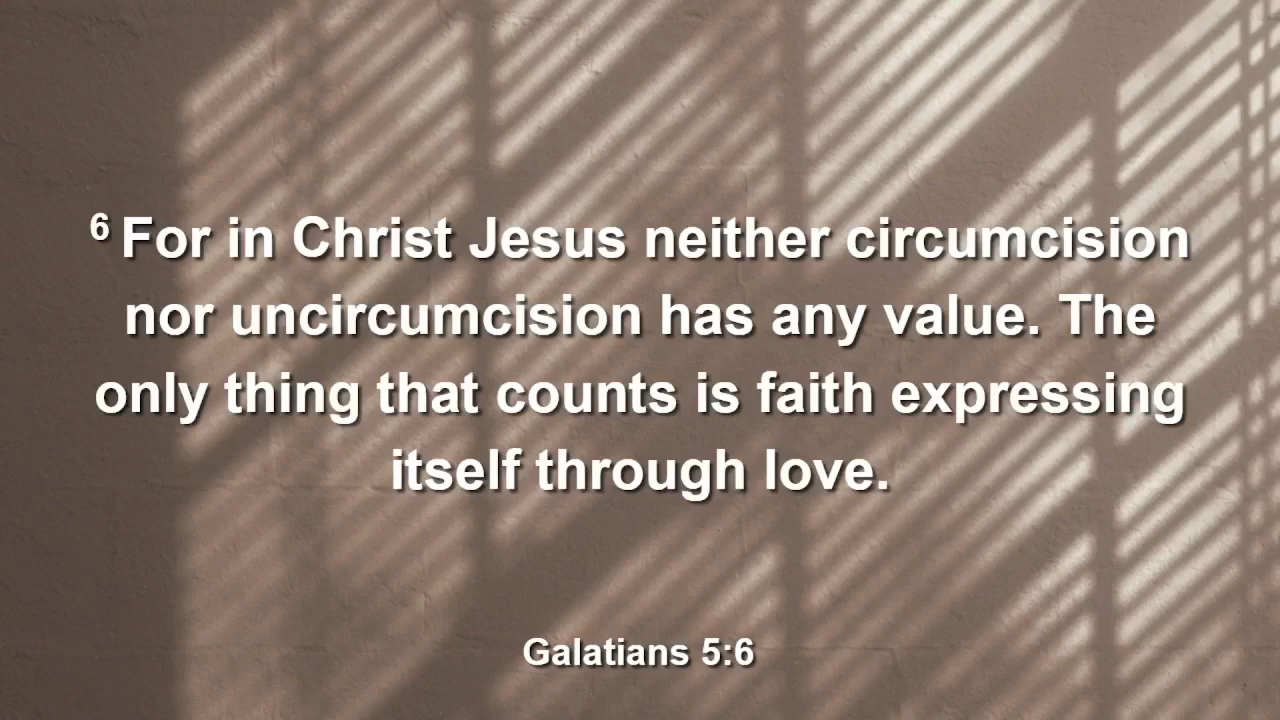 6 For in Christ Jesus neither circumcision
nor uncircumcision has any value. The
only thing that counts is faith expressing
itself through love.
Galatians 5:6